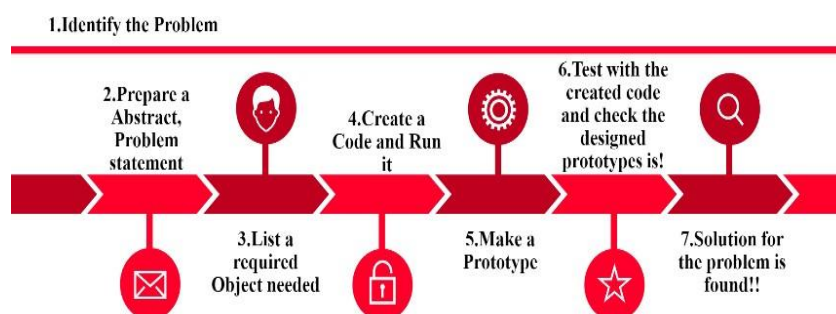 1.Identify the Problem
2.Prepare a
Abstract,
Problem
statement
3.List a
required
Object needed
4.Create a
Code and Run
it
5.Make a
Prototype
6.Test with the
created code
and check the
designed
prototypes is!
7.Solution for
the problem is
found!!